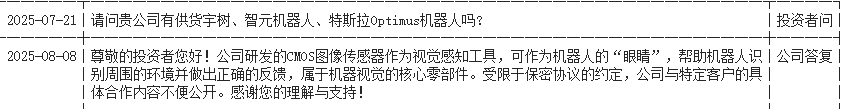 2025-07-21 请问贵公司有供货宇树、智元机器人、特斯拉Optimus机器人吗？ 投资者问
2025-08-08 尊敬的投资者您好！公司研发的CMOS图像传感器作为视觉感知工具，可作为机器人的“眼睛”，帮助机器人识 公司答复
别周围的环境并做出正确的反馈，属于机器视觉的核心零部件。受限于保密协议的约定，公司与特定客户的具
体合作内容不便公开。感谢您的理解与支持！